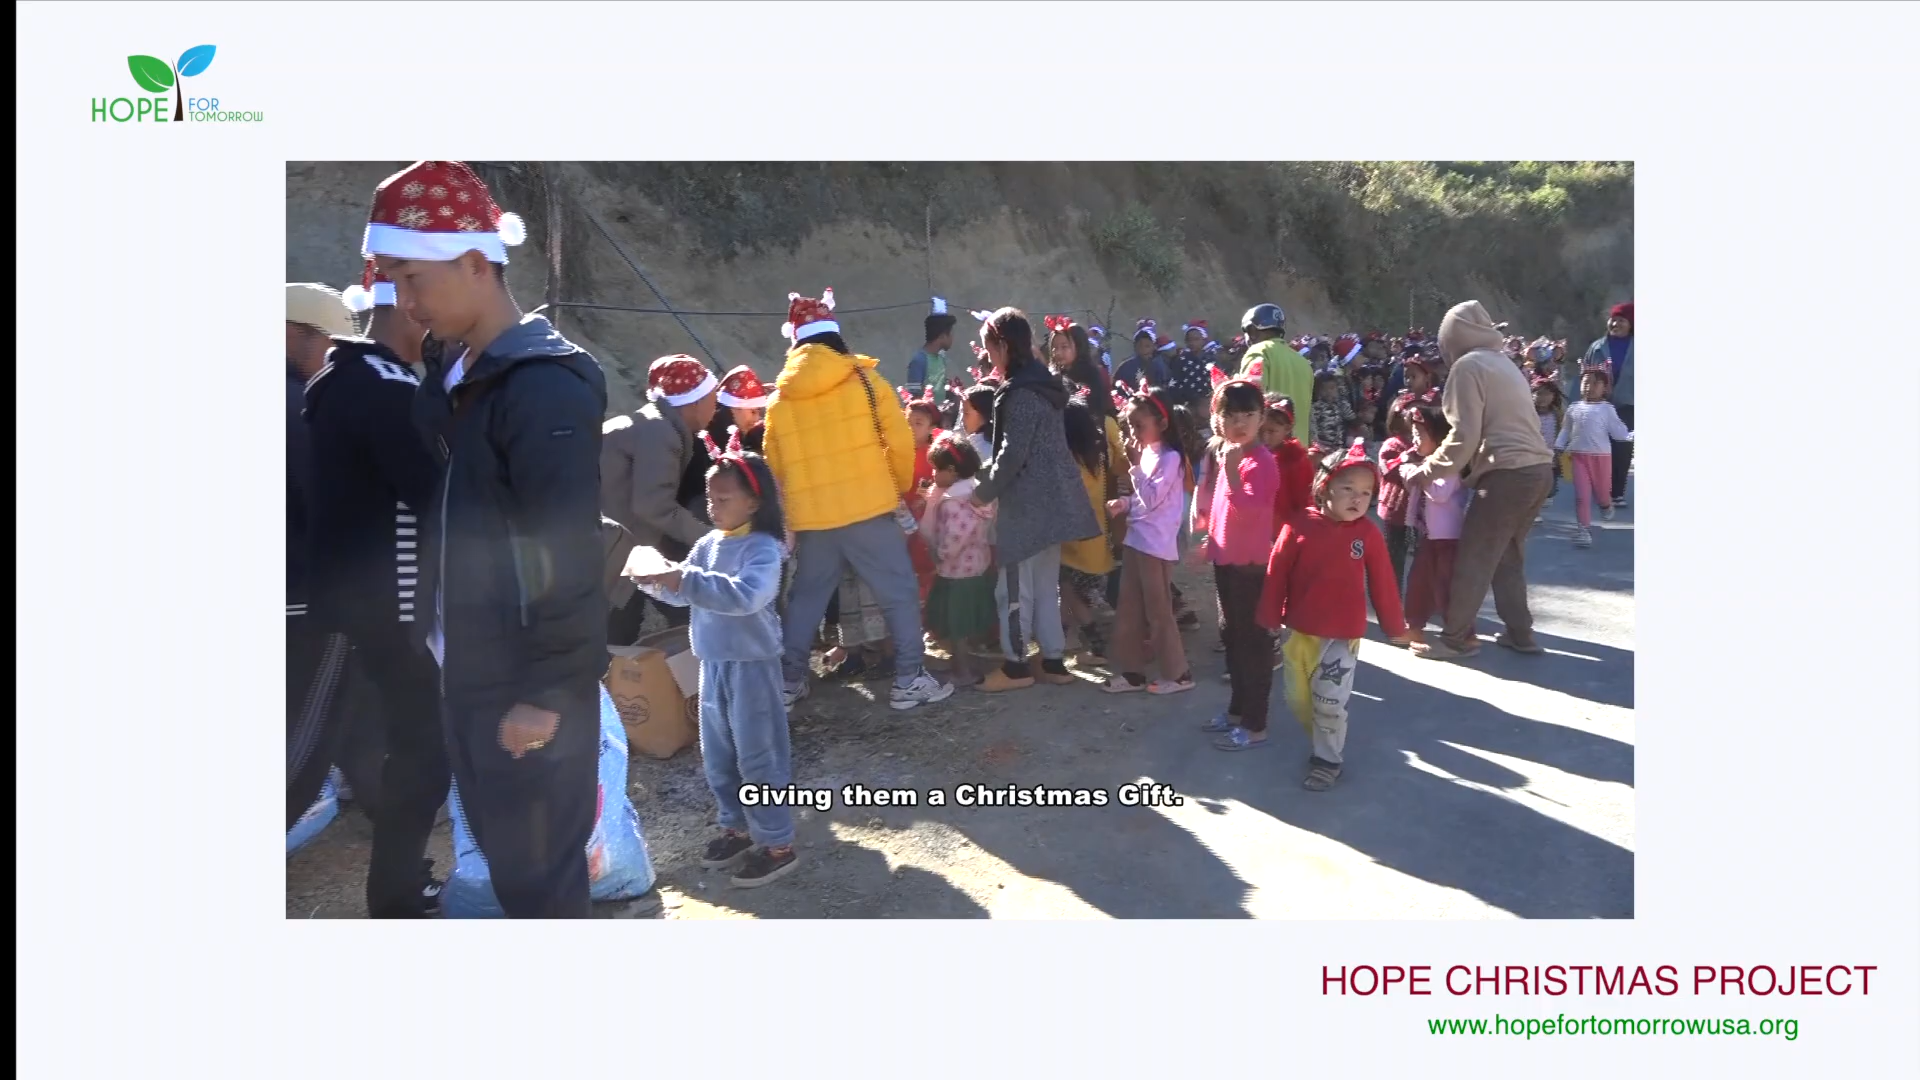 HOPE FOR
TOMORROW
Giving them a Christmas Gift.
S
HOPE CHRISTMAS PROJECT
www.hopefortomorrowusa.org